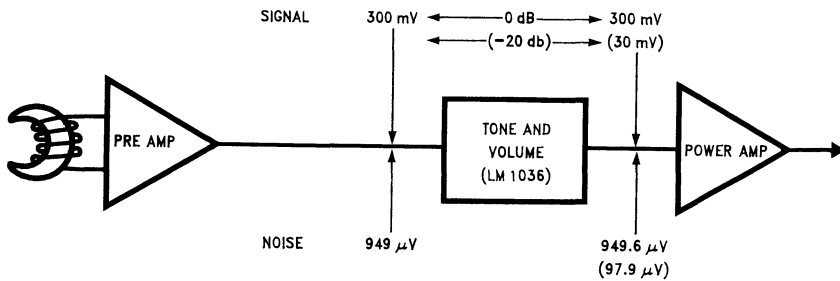 SIGNAL 300 mV 0 dB 300 mV
(-20 db) (30 mV)
PRE AMP
TONE AND
VOLUME
(LM 1036)
POWER AMP
NOISE 949 μV 949.6 μV
(97.9 μV)